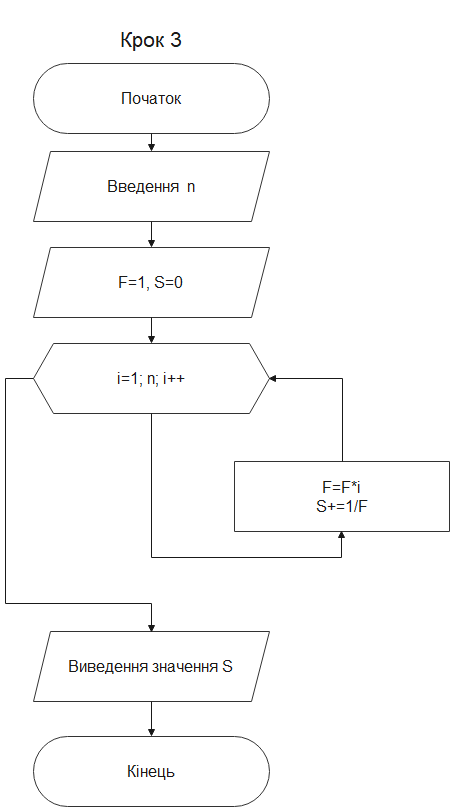 Крок 3
Початок
Введення n
F=1, S=0
i=1; n; i++
F=F*i
S+=1/F
Виведення значення S
Кінець